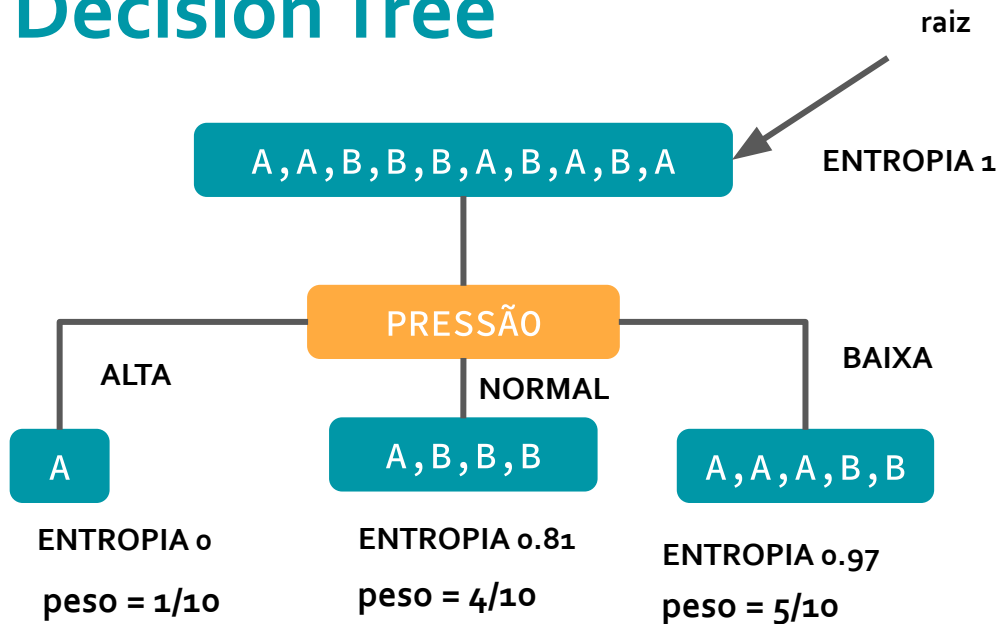 Decision Tree
raiz
A,A,B,B,B,A,B,A,B,A
ENTROPIA 1
PRESSÃO
ALTA
NORMAL
BAIXA
A
A,B,B,B
A,A,A,B,B
ENTROPIA 0
ENTROPIA 0.81
ENTROPIA 0.97
peso = 1/10
peso = 4/10
peso = 5/10